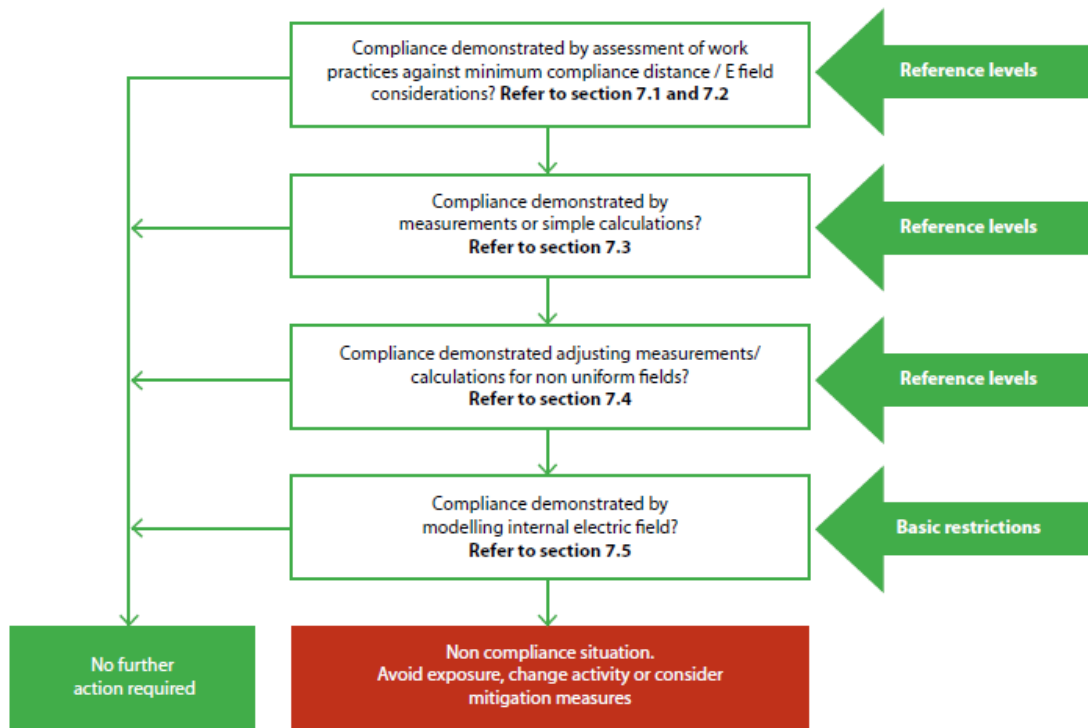 Compliance demonstrated by assessment of work
practices against minimum compliance distance / E field
considerations? Refer to section 7.1 and 7.2
Reference levels
Compliance demonstrated by
measurements or simple calculations?
Refer to section 7.3
Reference levels
Compliance demonstrated adjusting measurements/
calculations for non uniform fields?
Refer to section 7.4
Reference levels
Compliance demonstrated by
modelling internal electric field?
Refer to section 7.5
Basic restrictions
No further
action required
Non compliance situation.
Avoid exposure, change activity or consider
mitigation measures